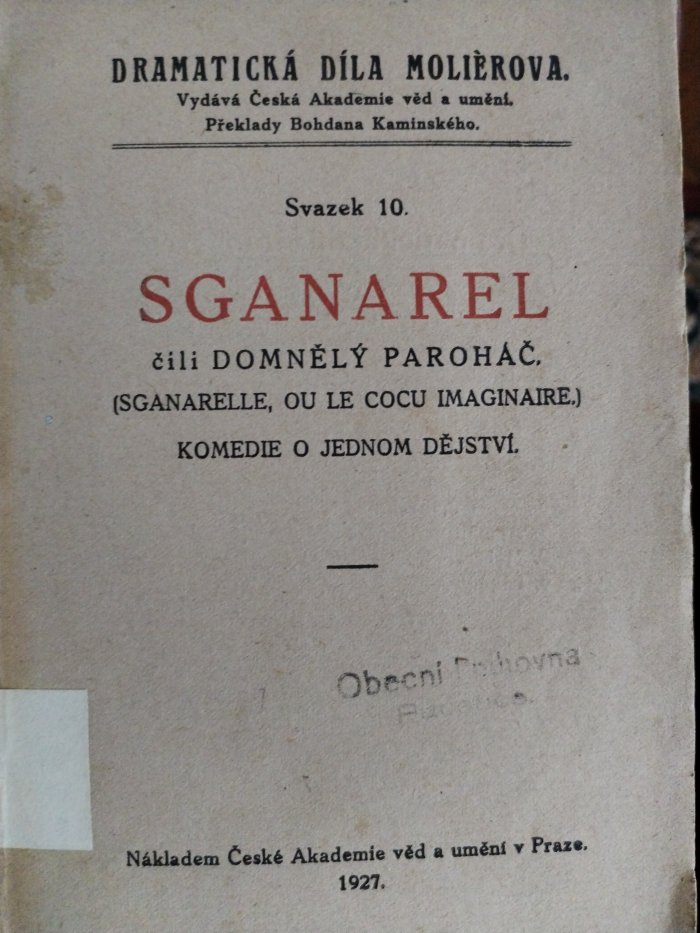 DRAMATICKÁ DÍLA MOLIÈROVA.
Vydává Česká Akademie věd a umění.
Překlady Bohdana Kaminského.
Svazek 10.
SGANAREL
čili DOMNĚLÝ PAROHÁČ.
(SGANARELLE, OU LE COCU IMAGINAIRE.)
KOMEDIE O JEDNOM DĚJSTVÍ.
Obecní
Nákladem České Akademie věd a umění v Praze.
1927.